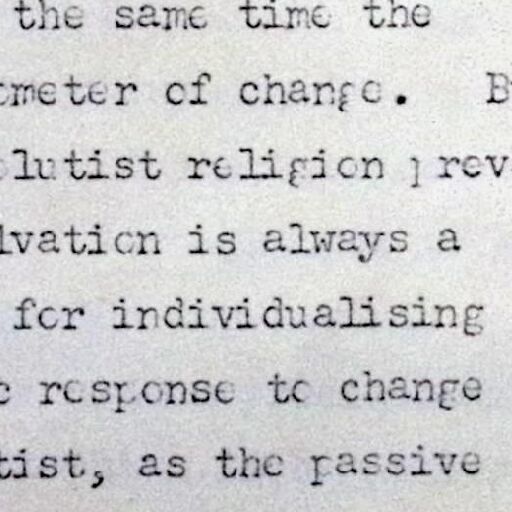 the same time the
meter of change. B
lutist religion prev
lvation is always a
for individualising
response to change
tist, as the passive